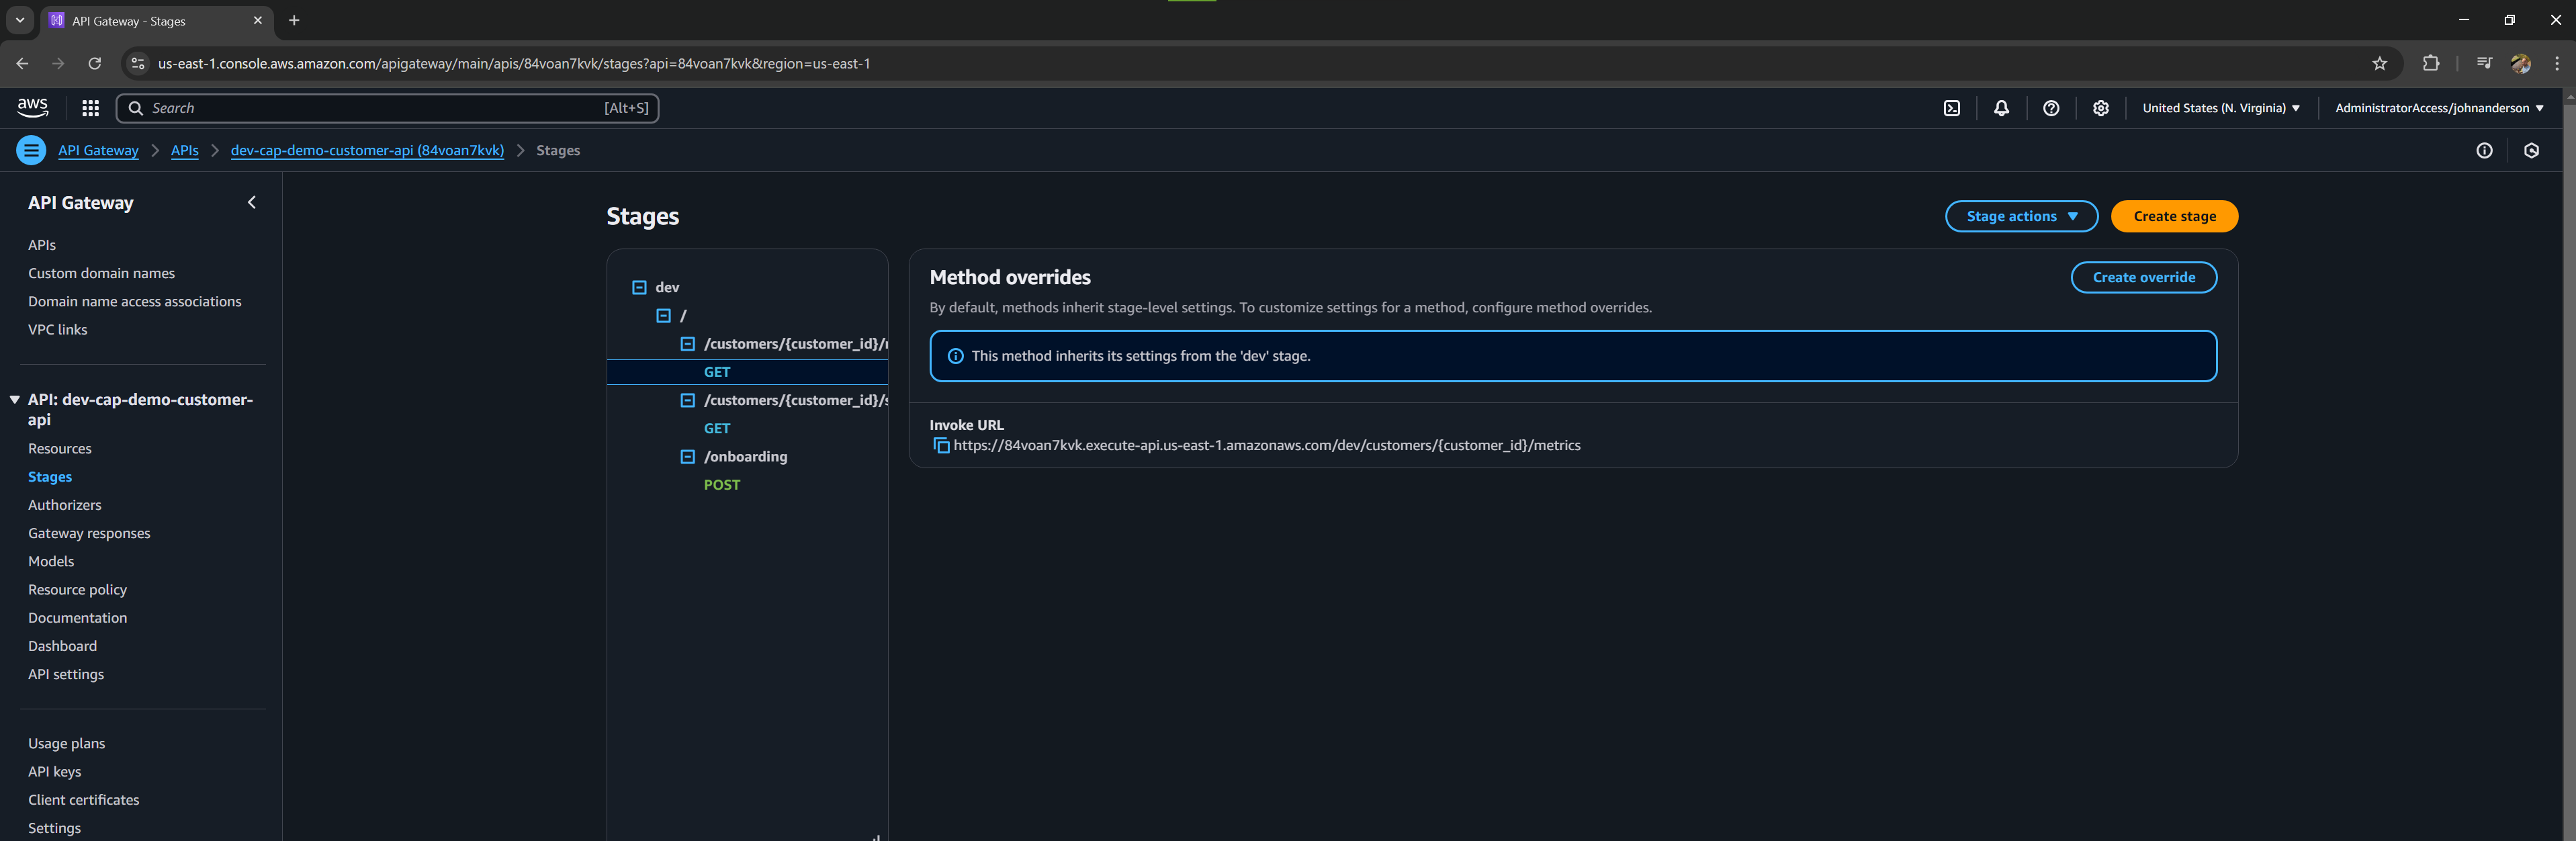 API Gateway - Stages
us-east-1.console.aws.amazon.com/apigateway/main/apis/84voan7kvk/stages?api=84voan7kvk&region=us-east-1
aws
Search
[Alt+S]
United States (N. Virginia)
AdministratorAccess/johnanderson
API Gateway
APIs
dev-cap-demo-customer-api (84voan7kvk)
Stages
API Gateway
APIs
Custom domain names
Domain name access associations
VPC links
API: dev-cap-demo-customer-
api
Resources
Stages
Authorizers
Gateway responses
Models
Resource policy
Documentation
Dashboard
API settings
Usage plans
API keys
Client certificates
Settings
Stages
Stage actions
Create stage
dev
/
/customers/{customer_id}/
GET
/customers/{customer_id}/s
GET
/onboarding
POST
Method overrides
Create override
By default, methods inherit stage-level settings. To customize settings for a method, configure method overrides.
This method inherits its settings from the 'dev' stage.
Invoke URL
https://84voan7kvk.execute-api.us-east-1.amazonaws.com/dev/customers/{customer_id}/metrics